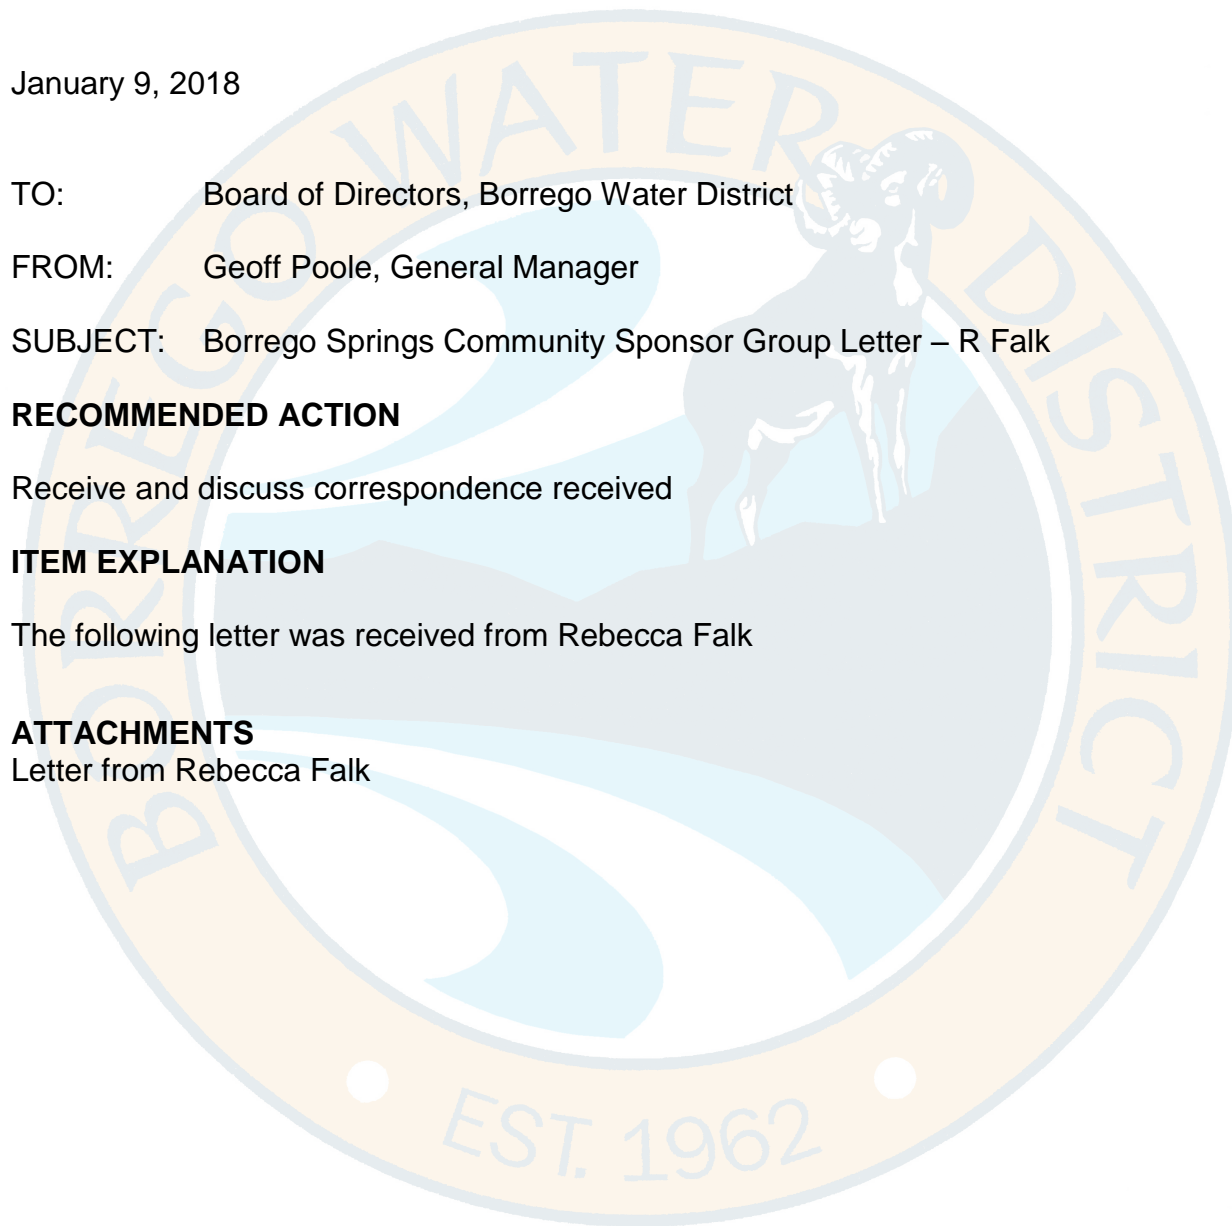 January 9, 2018
TO: Board of Directors, Borrego Water District
FROM: Geoff Poole, General Manager
SUBJECT: Borrego Springs Community Sponsor Group Letter – R Falk
RECOMMENDED ACTION
Receive and discuss correspondence received
ITEM EXPLANATION
The following letter was received from Rebecca Falk
ATTACHMENTS
Letter from Rebecca Falk
BORREGO WATER DISTRICT
EST. 1962